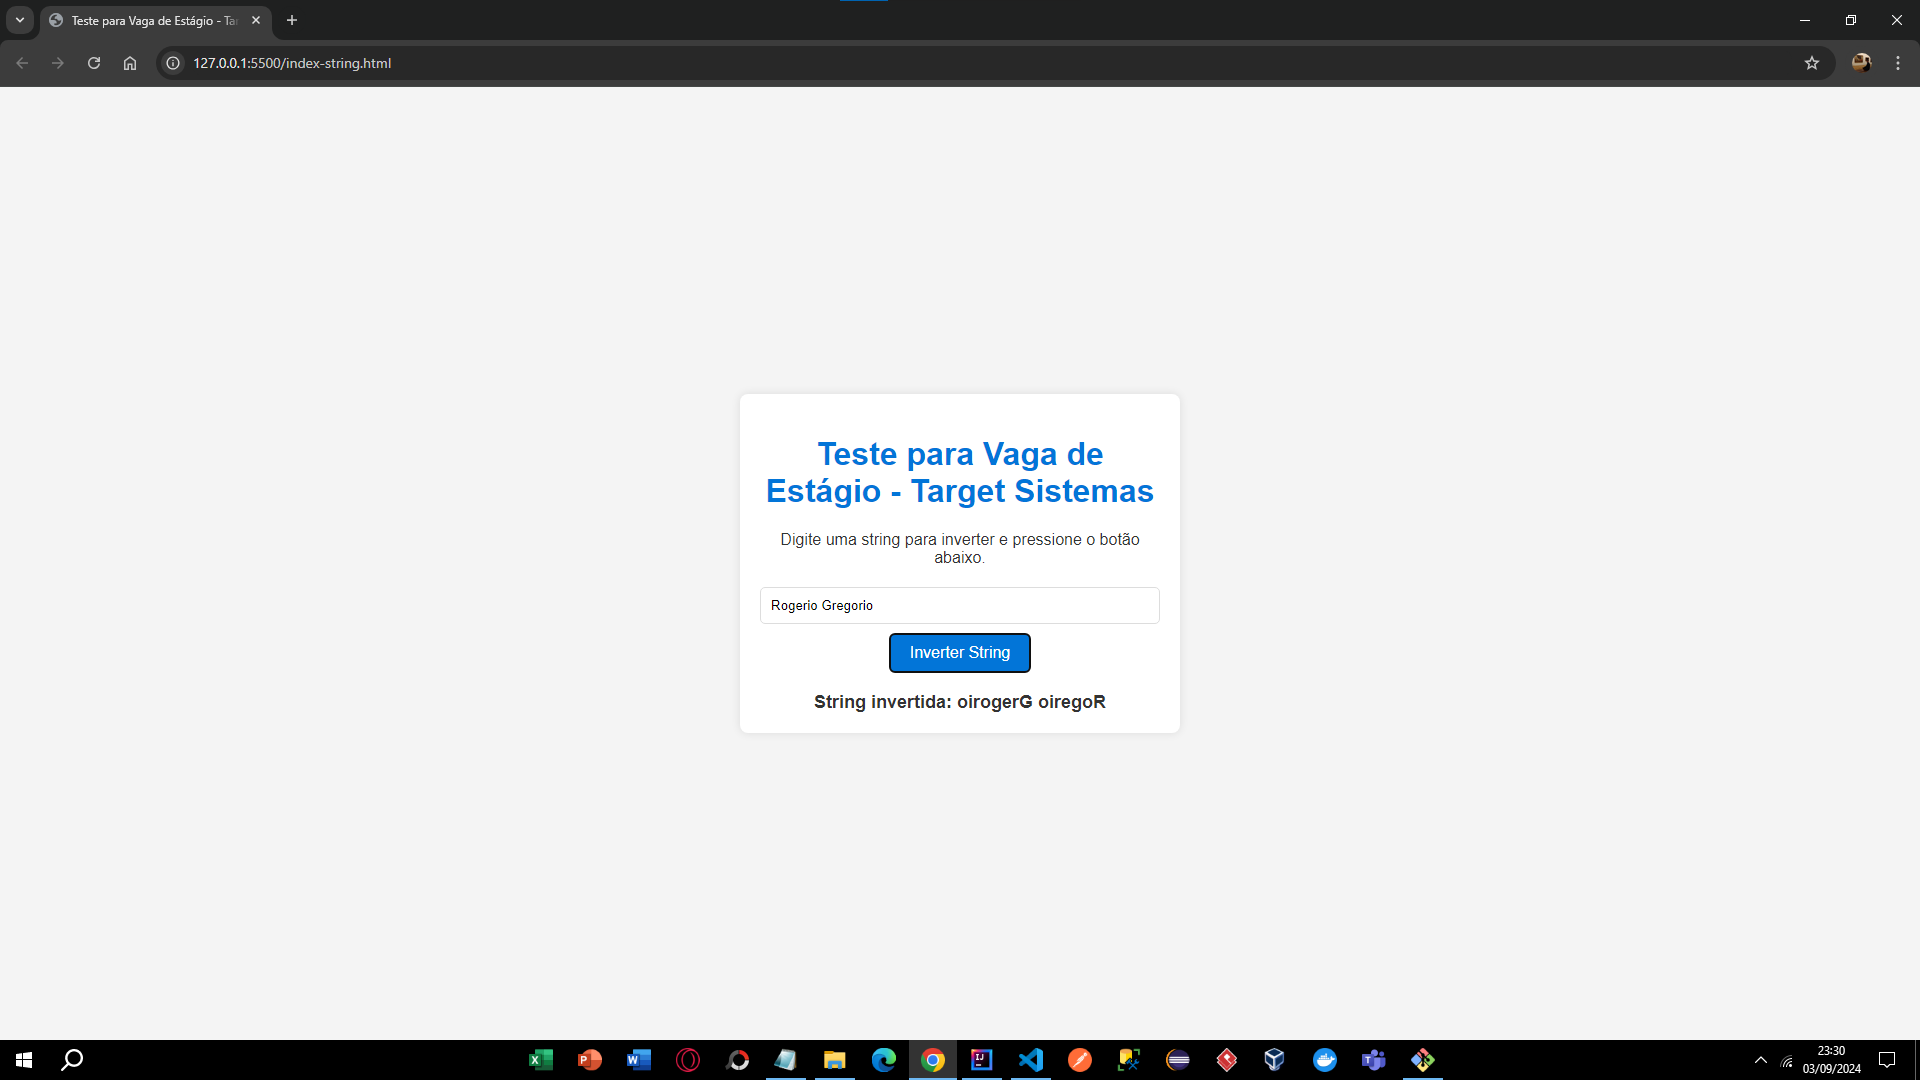 Teste para Vaga de Estágio - Ta
127.0.0.1:5500/index-string.html
Teste para Vaga de
Estágio - Target Sistemas
Digite uma string para inverter e pressione o botão
abaixo.
Rogerio Gregorio
Inverter String
String invertida: oirogerG oiregoR
23:30
03/09/2024